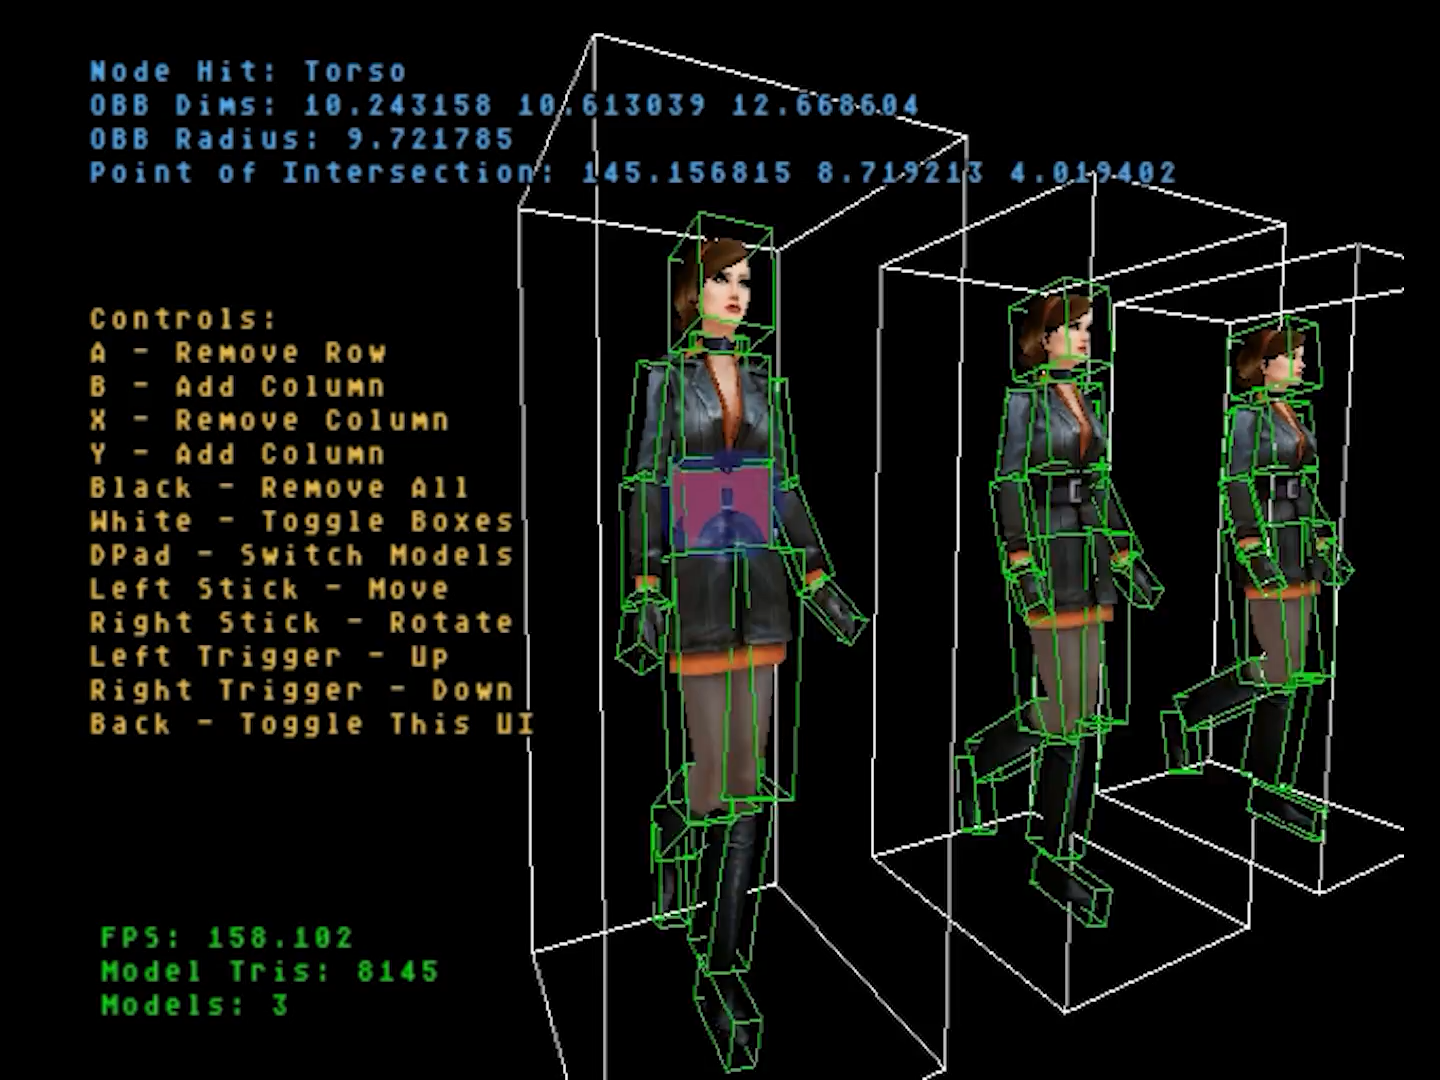 Node Hit: Torso
OBB Dims: 10.243158 10.613039 12.668604
OBB Radius: 9.721785
Point of Intersection: 145.156815 8.719213 4.019402
Controls:
A - Remove Row
B - Add Column
X - Remove Column
Y - Add Column
Black - Remove All
White - Toggle Boxes
DPad - Switch Models
Left Stick - Move
Right Stick - Rotate
Left Trigger - Up
Right Trigger - Down
Back - Toggle This UI
FPS: 158.102
Model Tris: 8145
Models: 3